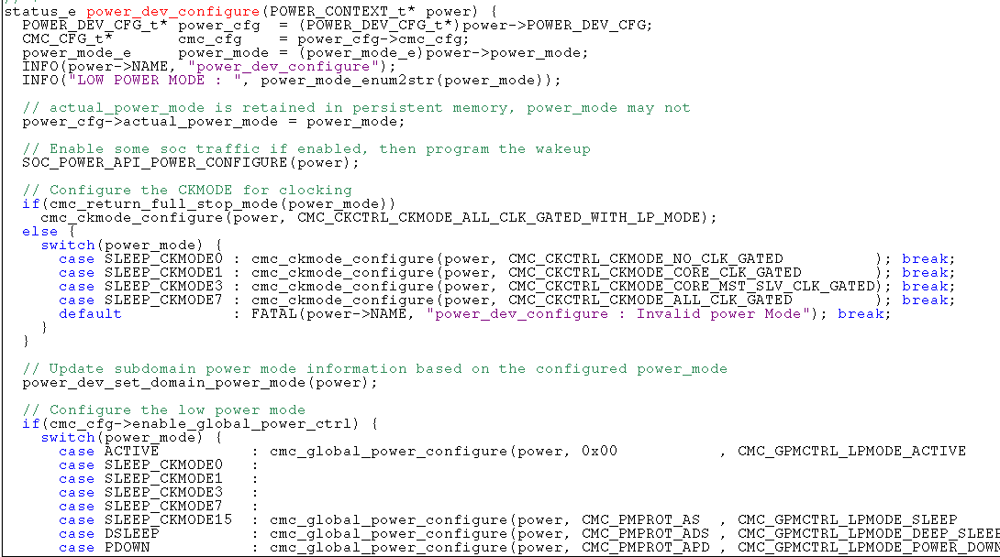 status_e power_dev_configure(POWER_CONTEXT_t* power) {
  POWER_DEV_CFG_t* power_cfg  = (POWER_DEV_CFG_t*)power->POWER_DEV_CFG;
  CMC_CFG_t*       cmc_cfg    = power_cfg->cmc_cfg;
  power_mode_e     power_mode = (power_mode_e)power->power_mode;
  INFO(power->NAME, "power_dev_configure");
  INFO("LOW POWER MODE : ", power_mode_enum2str(power_mode));

  // actual_power_mode is retained in persistent memory, power_mode may not
  power_cfg->actual_power_mode = power_mode;

  // Enable some soc traffic if enabled, then program the wakeup
  SOC_POWER_API_POWER_CONFIGURE(power);

  // Configure the CKMODE for clocking
  if(cmc_return_full_stop_mode(power_mode))
    cmc_ckmode_configure(power, CMC_CKCTRL_CKMODE_ALL_CLK_GATED_WITH_LP_MODE);
  else {
    switch(power_mode) {
      case SLEEP_CKMODE0 : cmc_ckmode_configure(power, CMC_CKCTRL_CKMODE_NO_CLK_GATED          ); break;
      case SLEEP_CKMODE1 : cmc_ckmode_configure(power, CMC_CKCTRL_CKMODE_CORE_CLK_GATED        ); break;
      case SLEEP_CKMODE3 : cmc_ckmode_configure(power, CMC_CKCTRL_CKMODE_CORE_MST_SLV_CLK_GATED); break;
      case SLEEP_CKMODE7 : cmc_ckmode_configure(power, CMC_CKCTRL_CKMODE_ALL_CLK_GATED         ); break;
      default            : FATAL(power->NAME, "power_dev_configure : Invalid power Mode"); break;
    }
  }

  // Update subdomain power mode information based on the configured power_mode
  power_dev_set_domain_power_mode(power);

  // Configure the low power mode
  if(cmc_cfg->enable_global_power_ctrl) {
    switch(power_mode) {
      case ACTIVE          : cmc_global_power_configure(power, 0x00           , CMC_GPMCTRL_LPMODE_ACTIVE
      case SLEEP_CKMODE0   :
      case SLEEP_CKMODE1   :
      case SLEEP_CKMODE3   :
      case SLEEP_CKMODE7   :
      case SLEEP_CKMODE15  : cmc_global_power_configure(power, CMC_PMPROT_AS  , CMC_GPMCTRL_LPMODE_SLEEP
      case DSLEEP          : cmc_global_power_configure(power, CMC_PMPROT_ADS , CMC_GPMCTRL_LPMODE_DEEP_SLEE
      case PDOWN           : cmc_global_power_configure(power, CMC_PMPROT_APD , CMC_GPMCTRL_LPMODE_POWER_DOW